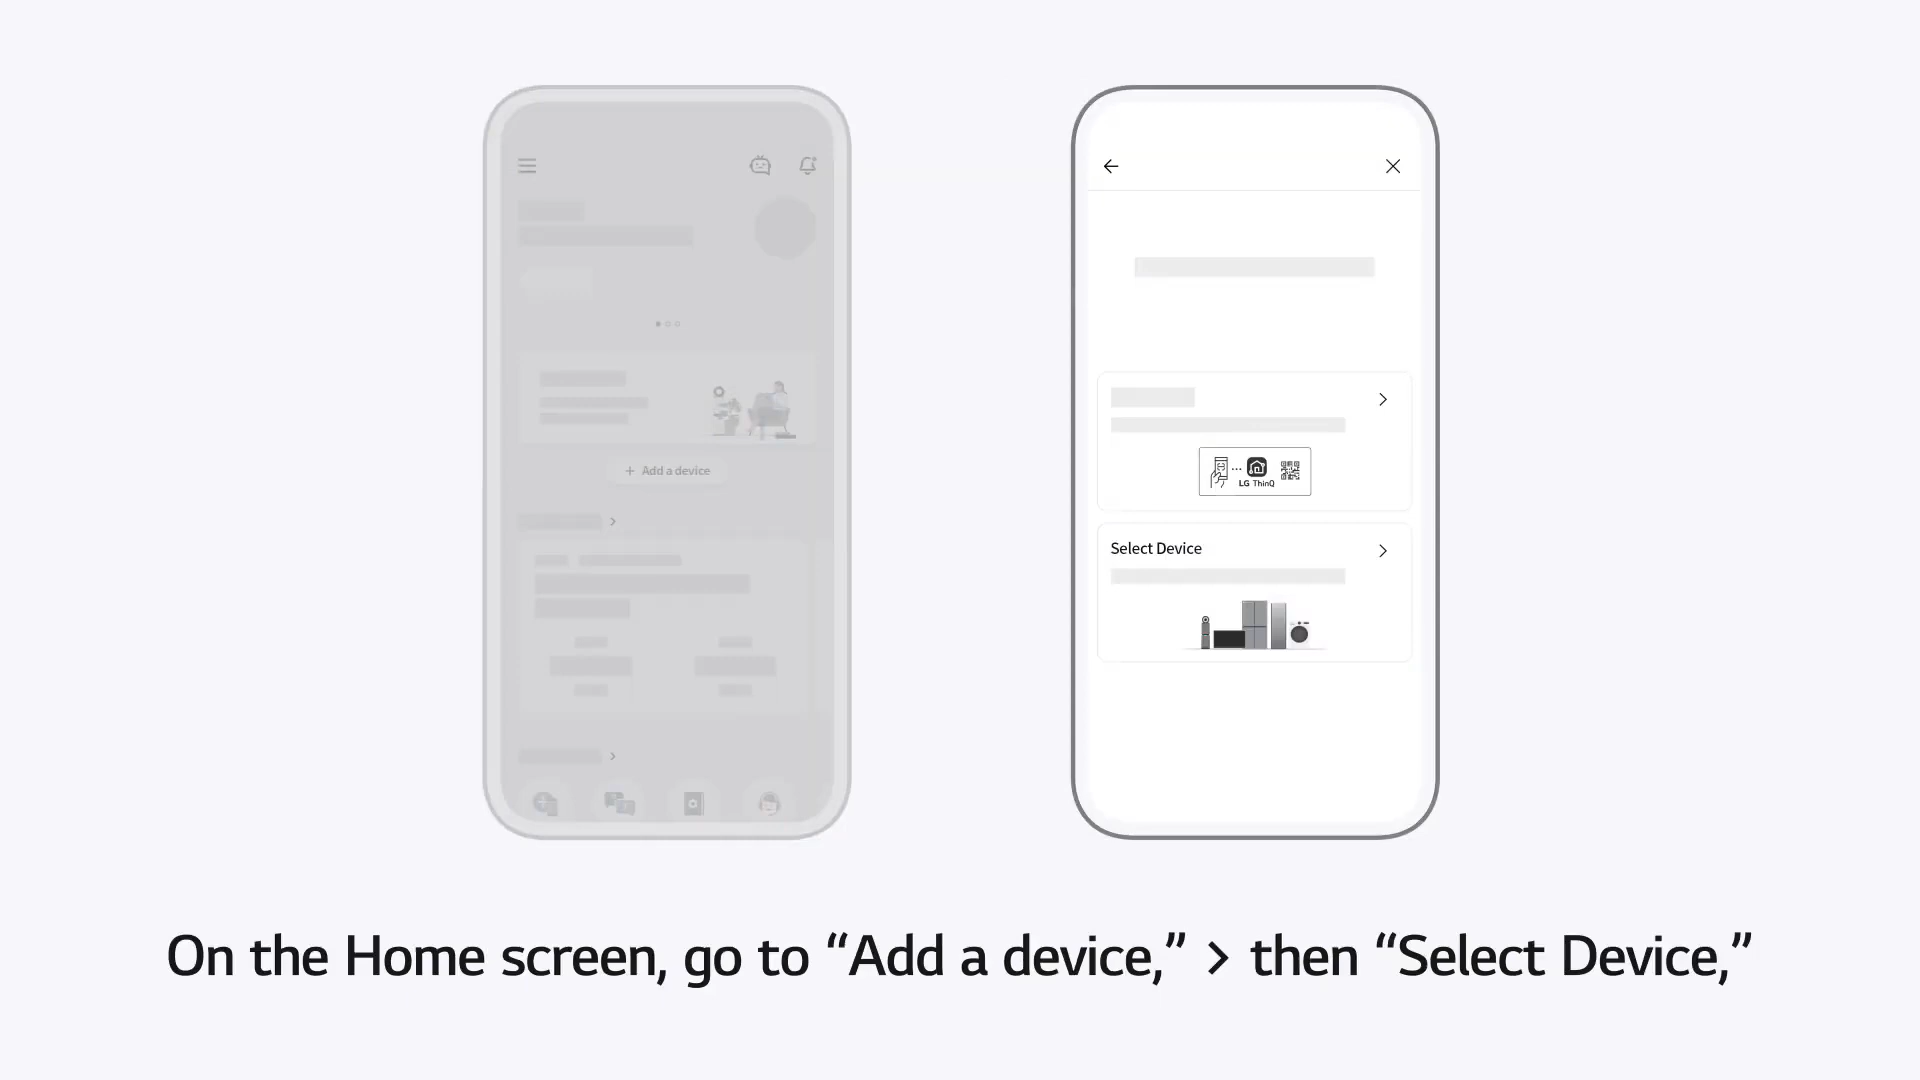 + Add a device
LG ThinQ
Select Device
On the Home screen, go to “Add a device,” > then “Select Device,”